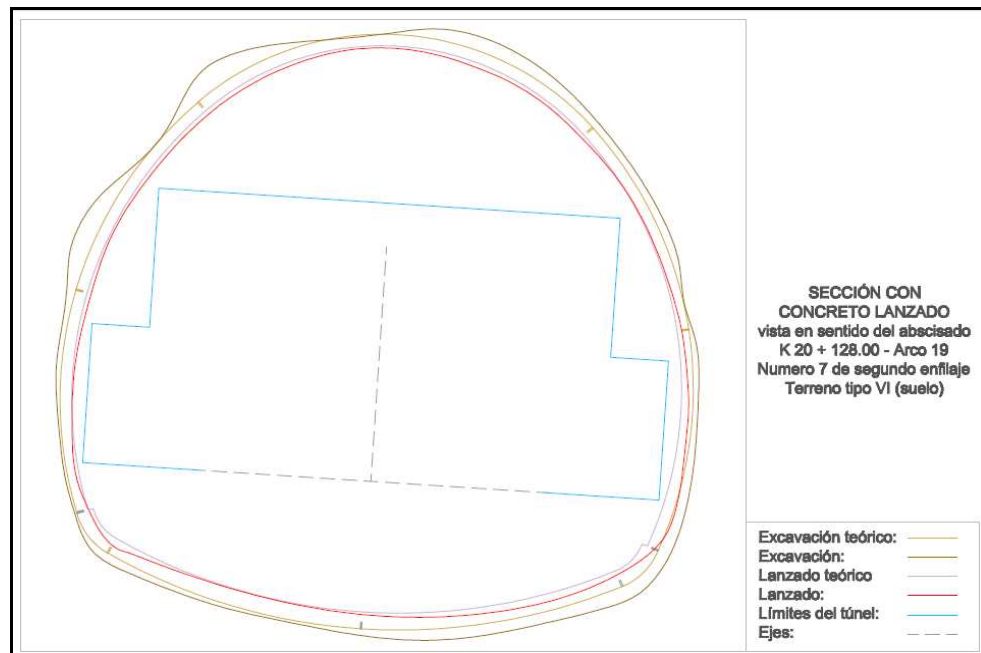 SECCIÓN CON
CONCRETO LANZADO
vista en sentido del abscisado
K 20 + 128.00 - Arco 19
Numero 7 de segundo enfilaje
Terreno tipo VI (suelo)
Excavación teórico:
Excavación:
Lanzado teórico
Lanzado:
Límites del túnel:
Ejes: